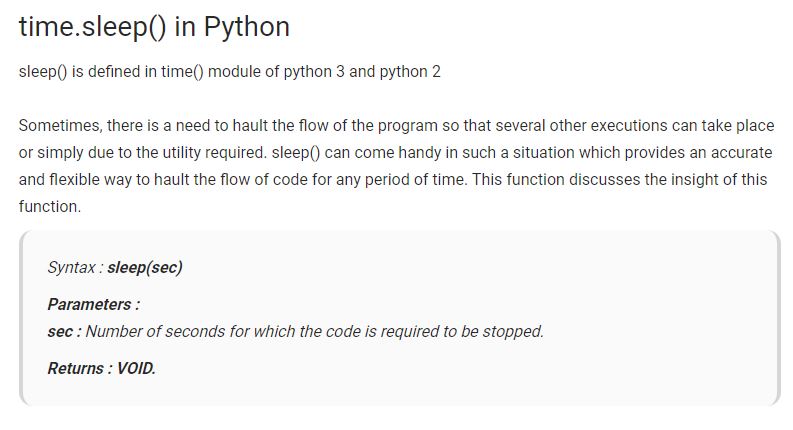 time.sleep() in Python
sleep() is defined in time() module of python 3 and python 2
Sometimes, there is a need to hault the flow of the program so that several other executions can take place
or simply due to the utility required. sleep() can come handy in such a situation which provides an accurate
and flexible way to hault the flow of code for any period of time. This function discusses the insight of this
function.
Syntax : sleep(sec)
Parameters :
sec : Number of seconds for which the code is required to be stopped.
Returns : VOID.